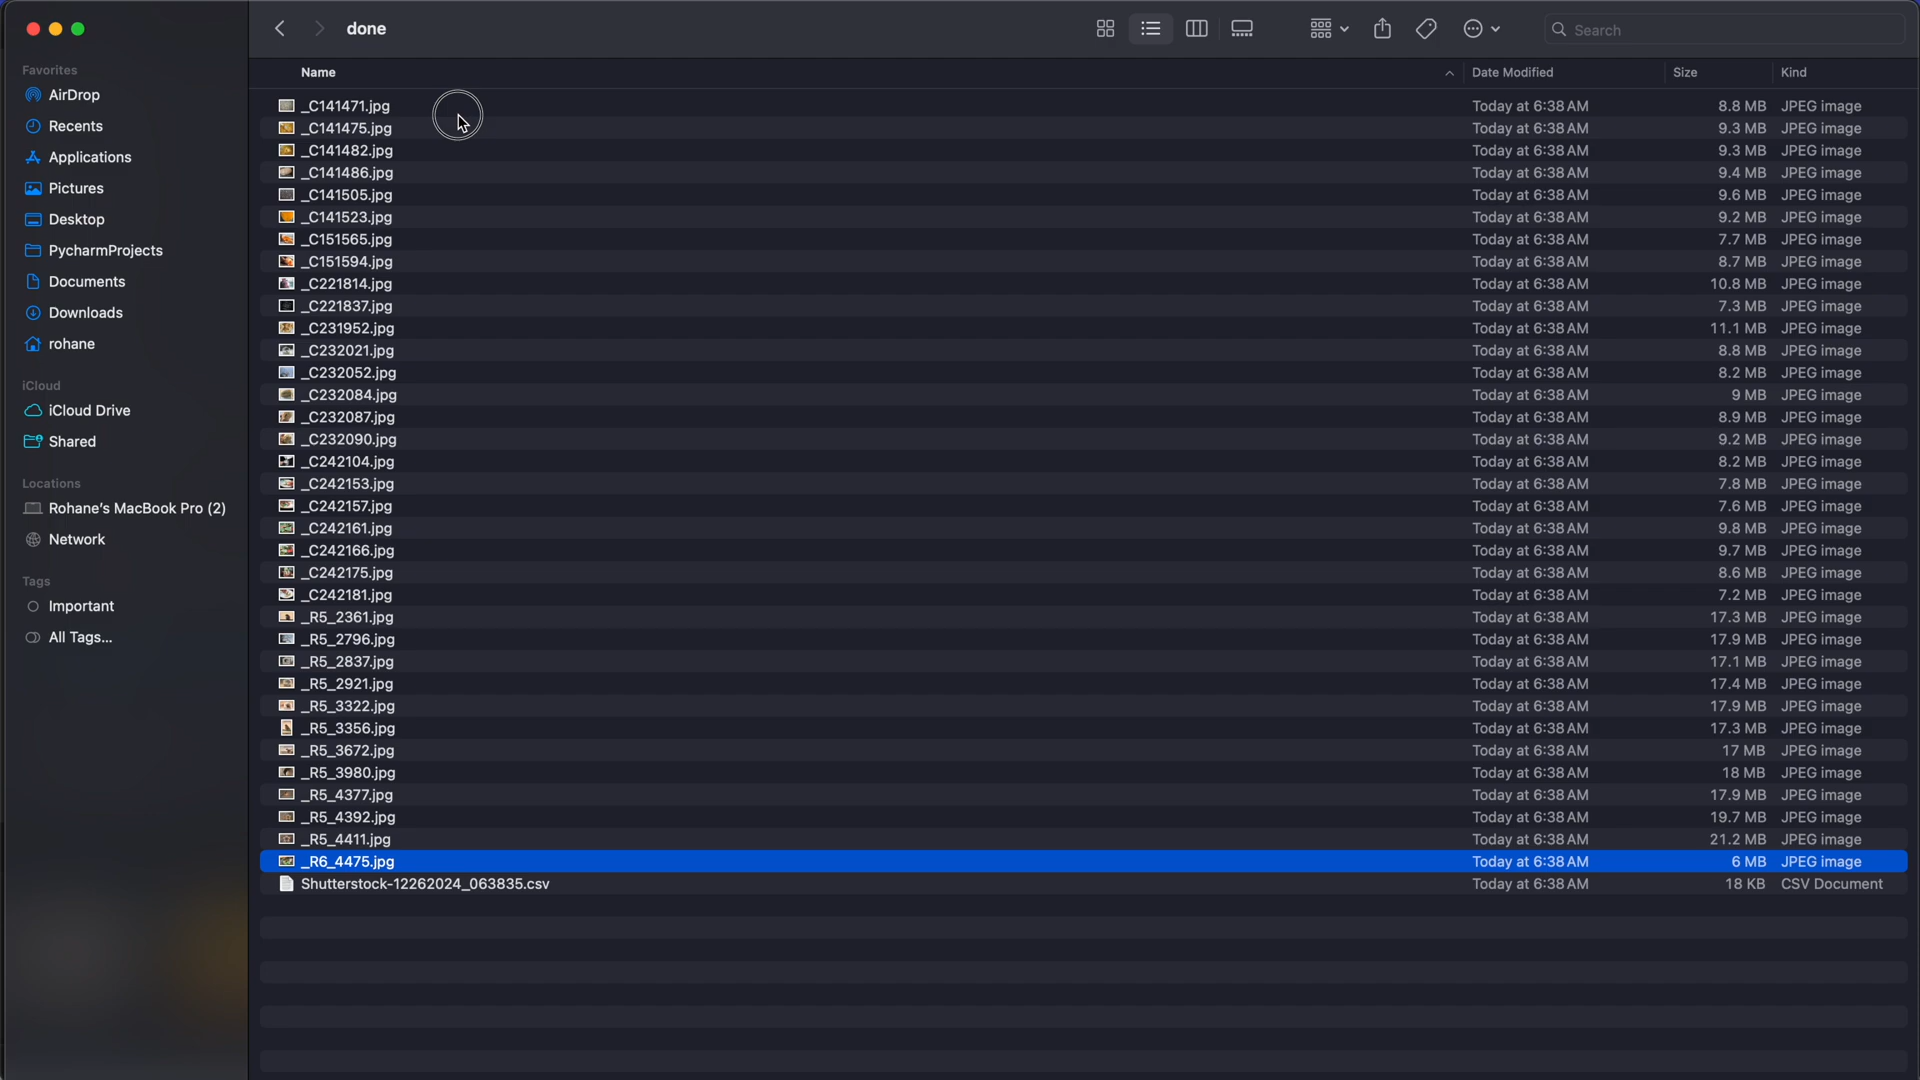 done
Search
Favorites
AirDrop
Recents
Applications
Pictures
Desktop
PycharmProjects
Documents
Downloads
rohane
iCloud
iCloud Drive
Shared
Locations
Rohane's MacBook Pro (2)
Network
Tags
Important
All Tags...
Name Date Modified Size Kind
_C141471.jpg Today at 6:38 AM 8.8 MB JPEG image
_C141475.jpg Today at 6:38 AM 9.3 MB JPEG image
_C141482.jpg Today at 6:38 AM 9.3 MB JPEG image
_C141486.jpg Today at 6:38 AM 9.4 MB JPEG image
_C141505.jpg Today at 6:38 AM 9.6 MB JPEG image
_C141523.jpg Today at 6:38 AM 9.2 MB JPEG image
_C151565.jpg Today at 6:38 AM 7.7 MB JPEG image
_C151594.jpg Today at 6:38 AM 8.7 MB JPEG image
_C221814.jpg Today at 6:38 AM 10.8 MB JPEG image
_C221837.jpg Today at 6:38 AM 7.3 MB JPEG image
_C231952.jpg Today at 6:38 AM 11.1 MB JPEG image
_C232021.jpg Today at 6:38 AM 8.8 MB JPEG image
_C232052.jpg Today at 6:38 AM 8.2 MB JPEG image
_C232084.jpg Today at 6:38 AM 9 MB JPEG image
_C232087.jpg Today at 6:38 AM 8.9 MB JPEG image
_C232090.jpg Today at 6:38 AM 9.2 MB JPEG image
_C242104.jpg Today at 6:38 AM 8.2 MB JPEG image
_C242153.jpg Today at 6:38 AM 7.8 MB JPEG image
_C242157.jpg Today at 6:38 AM 7.6 MB JPEG image
_C242161.jpg Today at 6:38 AM 9.8 MB JPEG image
_C242166.jpg Today at 6:38 AM 9.7 MB JPEG image
_C242175.jpg Today at 6:38 AM 8.6 MB JPEG image
_C242181.jpg Today at 6:38 AM 7.2 MB JPEG image
_R5_2361.jpg Today at 6:38 AM 17.3 MB JPEG image
_R5_2796.jpg Today at 6:38 AM 17.9 MB JPEG image
_R5_2837.jpg Today at 6:38 AM 17.1 MB JPEG image
_R5_2921.jpg Today at 6:38 AM 17.4 MB JPEG image
_R5_3322.jpg Today at 6:38 AM 17.9 MB JPEG image
_R5_3356.jpg Today at 6:38 AM 17.3 MB JPEG image
_R5_3672.jpg Today at 6:38 AM 17 MB JPEG image
_R5_3980.jpg Today at 6:38 AM 18 MB JPEG image
_R5_4377.jpg Today at 6:38 AM 17.9 MB JPEG image
_R5_4392.jpg Today at 6:38 AM 19.7 MB JPEG image
_R5_4411.jpg Today at 6:38 AM 21.2 MB JPEG image
_R6_4475.jpg Today at 6:38 AM 6 MB JPEG image
Shutterstock-12262024_063835.csv Today at 6:38 AM 18 KB CSV Document